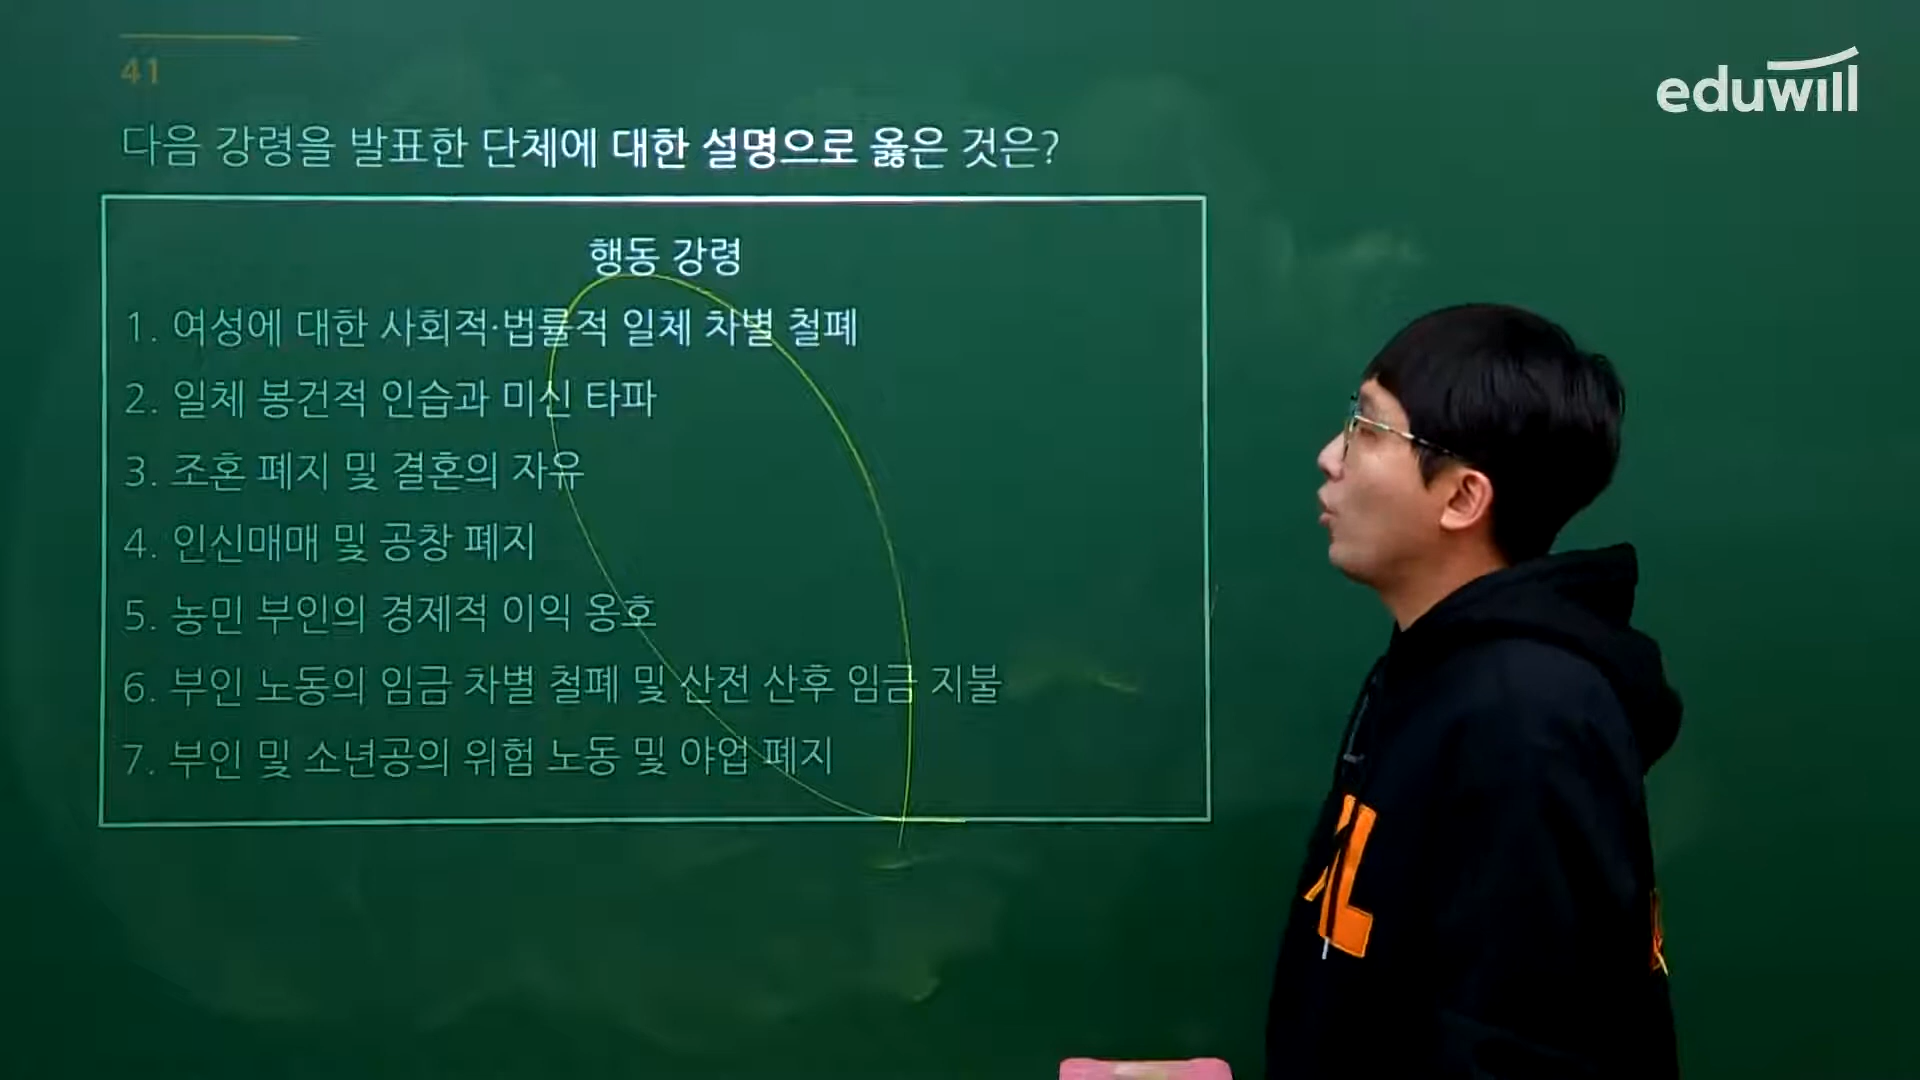 41
eduwill
다음 강령을 발표한 단체에 대한 설명으로 옳은 것은?
행동 강령
1. 여성에 대한 사회적·법률적 일체 차별 철폐
2. 일체 봉건적 인습과 미신 타파
3. 조혼 폐지 및 결혼의 자유
4. 인신매매 및 공창 폐지
5. 농민 부인의 경제적 이익 옹호
6. 부인 노동의 임금 차별 철폐 및 산전 산후 임금 지불
7. 부인 및 소년공의 위험 노동 및 야업 폐지